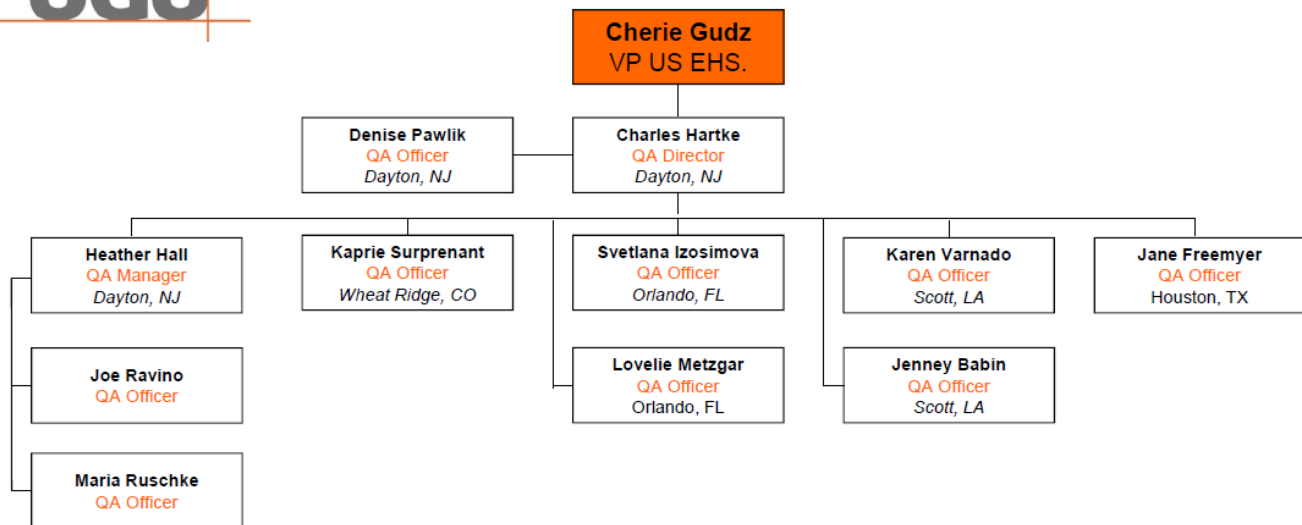 Cherie Gudz
VP US EHS.
Denise Pawlik
QA Officer
Dayton, NJ
Charles Hartke
QA Director
Dayton, NJ
Heather Hall
QA Manager
Dayton, NJ
Kaprie Surprenant
QA Officer
Wheat Ridge, CO
Svetlana Izosimova
QA Officer
Orlando, FL
Karen Varnado
QA Officer
Scott, LA
Jane Freemyer
QA Officer
Houston, TX
Joe Ravino
QA Officer
Lovelie Metzgar
QA Officer
Orlando, FL
Jenney Babin
QA Officer
Scott, LA
Maria Ruschke
QA Officer